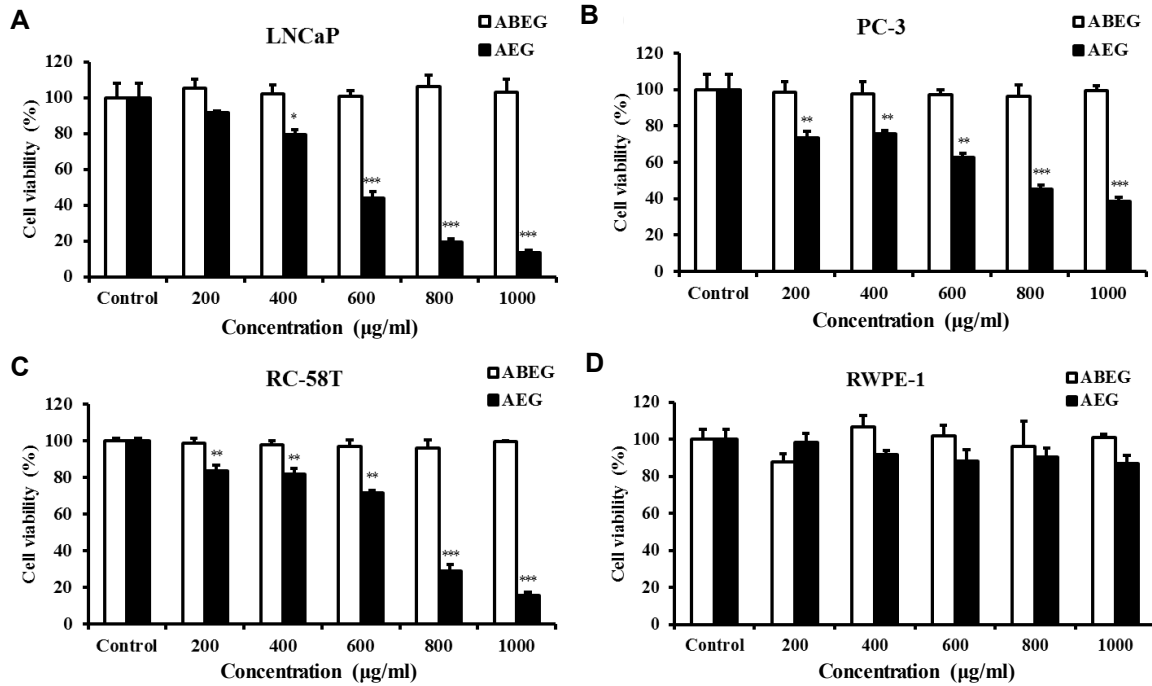 A
LNCaP
ABEG
AEG
Cell viability (%)
120
100
80
60
40
20
0
*
***
***
***
Control 200 400 600 800 1000
Concentration (µg/ml)
B
PC-3
ABEG
AEG
Cell viability (%)
120
100
80
60
40
20
0
**
**
**
***
***
Control 200 400 600 800 1000
Concentration (µg/ml)
C
RC-58T
ABEG
AEG
Cell viability (%)
120
100
80
60
40
20
0
**
**
**
***
***
Control 200 400 600 800 1000
Concentration (µg/ml)
D
RWPE-1
ABEG
AEG
Cell viability (%)
120
100
80
60
40
20
0
Control 200 400 600 800 1000
Concentration (µg/ml)